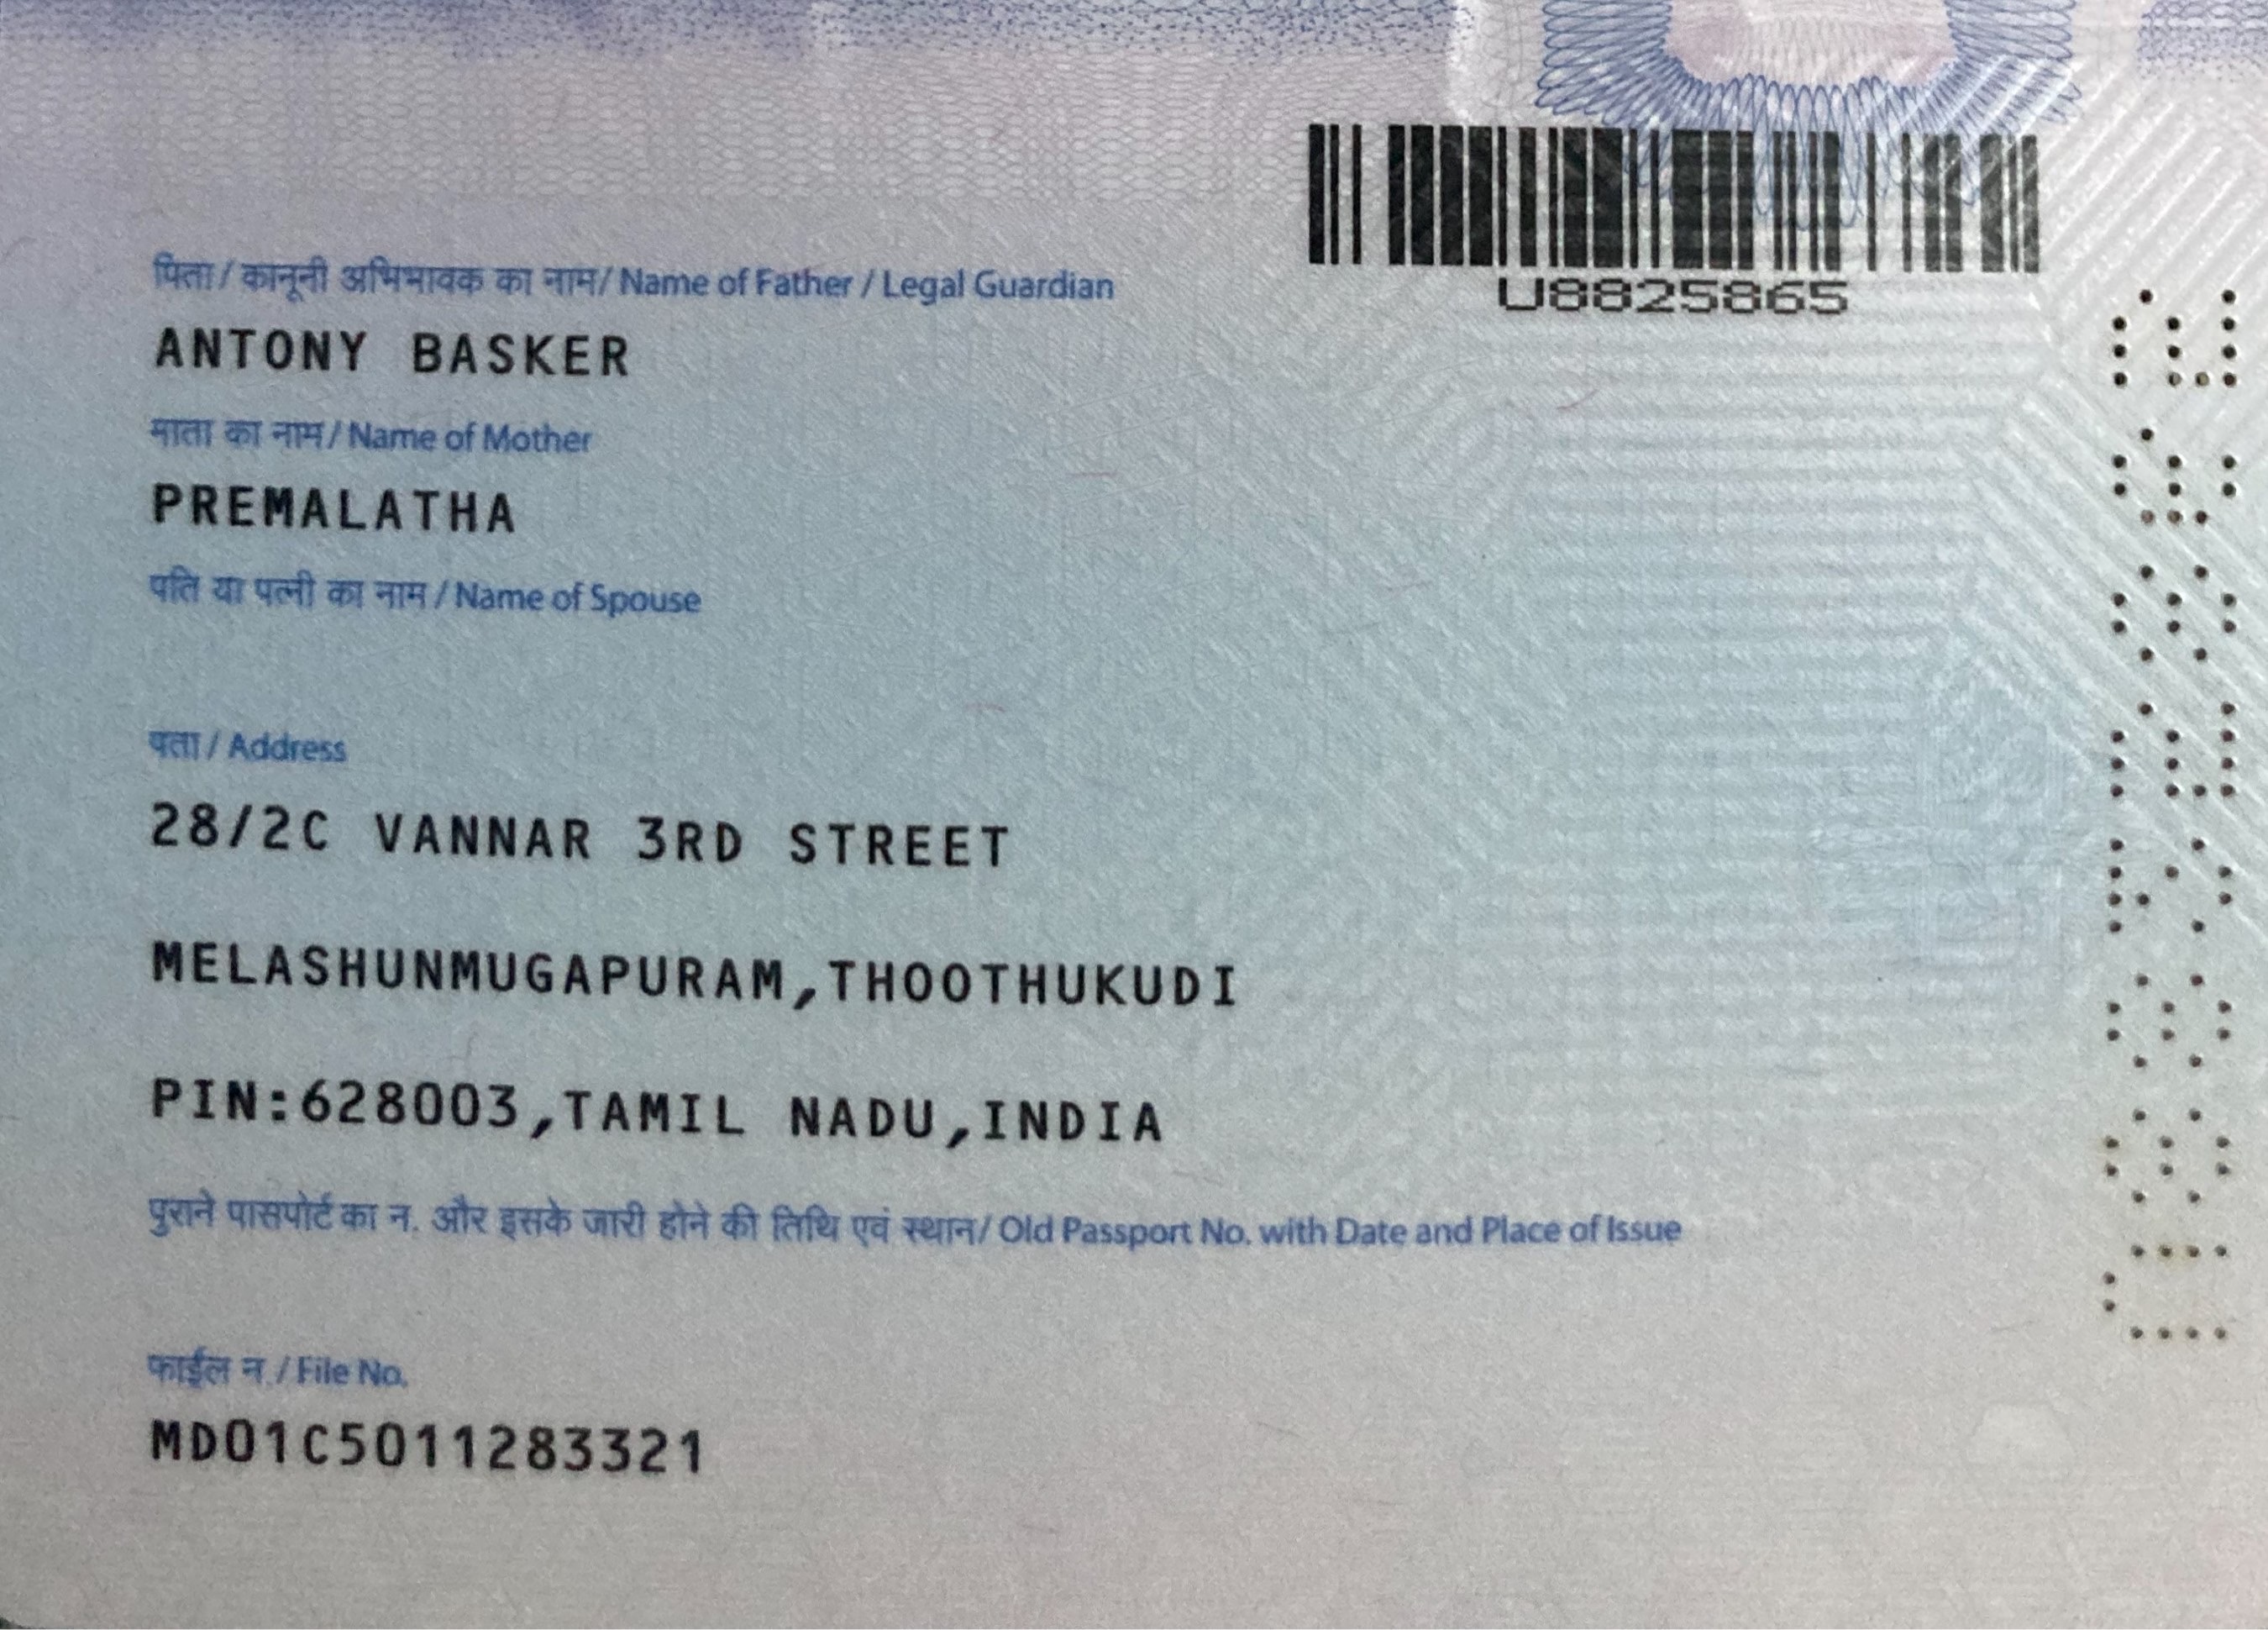 U8825865
पिता / कानूनी अभिभावक का नाम / Name of Father / Legal Guardian
ANTONY BASKER
माता का नाम / Name of Mother
PREMALATHA
पति या पत्नी का नाम / Name of Spouse
पता / Address
28/2C VANNAR 3RD STREET
MELASHUNMUGAPURAM,THOOTHUKUDI
PIN:628003,TAMIL NADU,INDIA
पुराने पासपोर्ट का न. और इसके जारी होने की तिथि एवं स्थान / Old Passport No. with Date and Place of Issue
फाईल न. / File No.
MD01C5011283321
U8825865